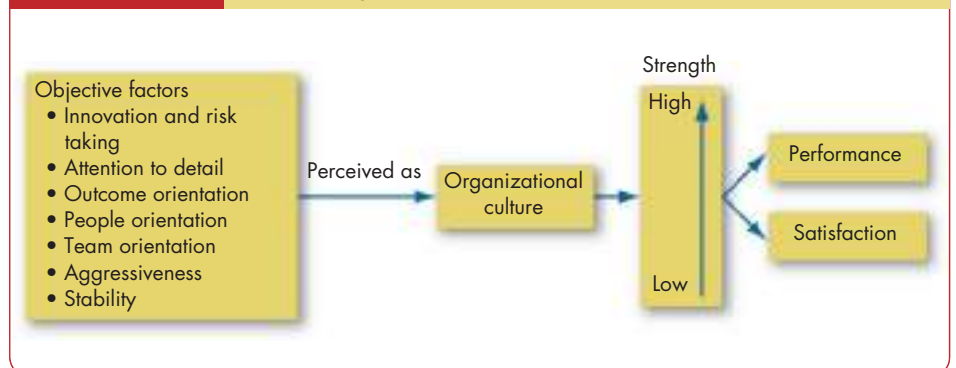 Objective factors
• Innovation and risk
taking
• Attention to detail
• Outcome orientation
• People orientation
• Team orientation
• Aggressiveness
• Stability
Perceived as
Organizational
culture
Strength
High
Low
Performance
Satisfaction